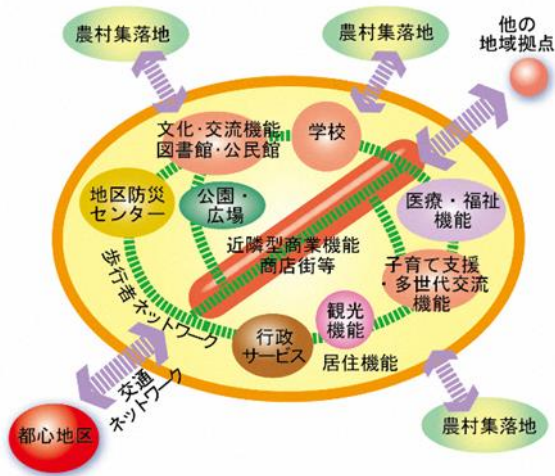 農村集落地
農村集落地
他の
地域拠点
文化・交流機能
図書館・公民館
学校
地区防災
センター
公園・
広場
医療・福祉
機能
近隣型商業機能
商店街等
子育て支援
・多世代交流
機能
歩行者ネットワーク
観光
機能
行政
サービス
居住機能
交通
ネットワーク
都心地区
農村集落地